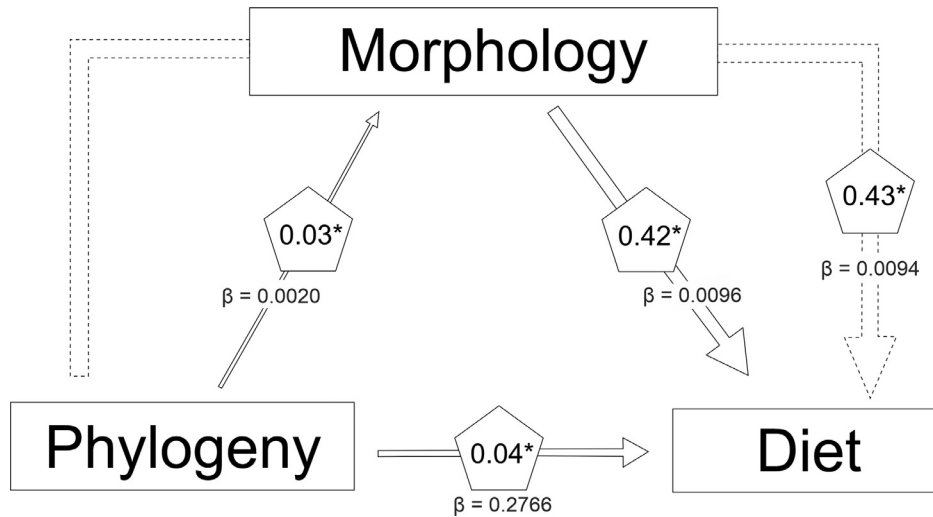 Morphology
0.43*
0.03*
0.42*
β = 0.0094
β = 0.0020
β = 0.0096
Phylogeny
0.04*
Diet
β = 0.2766